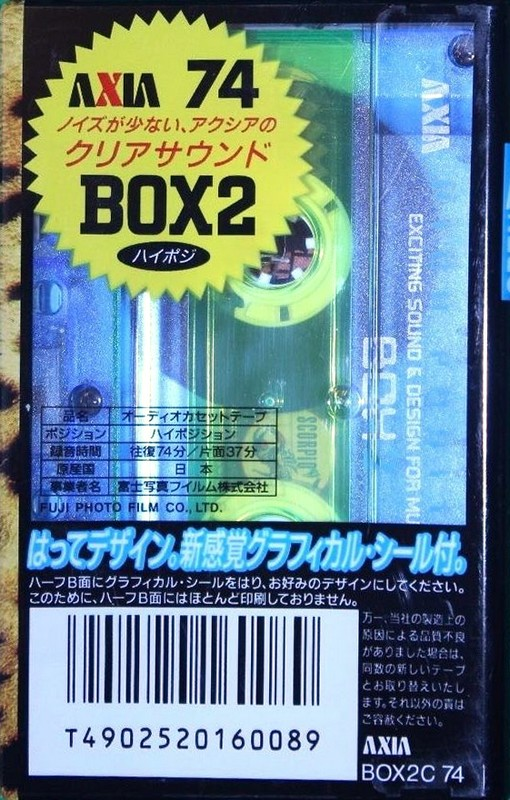 AXIA 74
ノイズが少ない、アクシアの
クリアサウンド
BOX2
ハイポジ
AXIA
EXCITING SOUND & DESIGN FOR MU
品名 オーディオカセットテープ
ポジション ハイポジション
録音時間 往復74分/片面37分
原産国 日本
事業者名 富士写真フイルム株式会社
FUJI PHOTO FILM CO., LTD.
はってデザイン。新感覚グラフィカル・シール付。
ハーフB面にグラフィカル・シールをはり、お好みのデザインにしてください。
このために、ハーフB面にはほとんど印刷しておりません。
万一、当社の製造上の
原因による品質不良
がありました場合は、
同数の新しいテープ
とお取り替えいたし
ます。それ以外の責は
ご容赦ください。
T4902520160089
AXIA
BOX2C 74